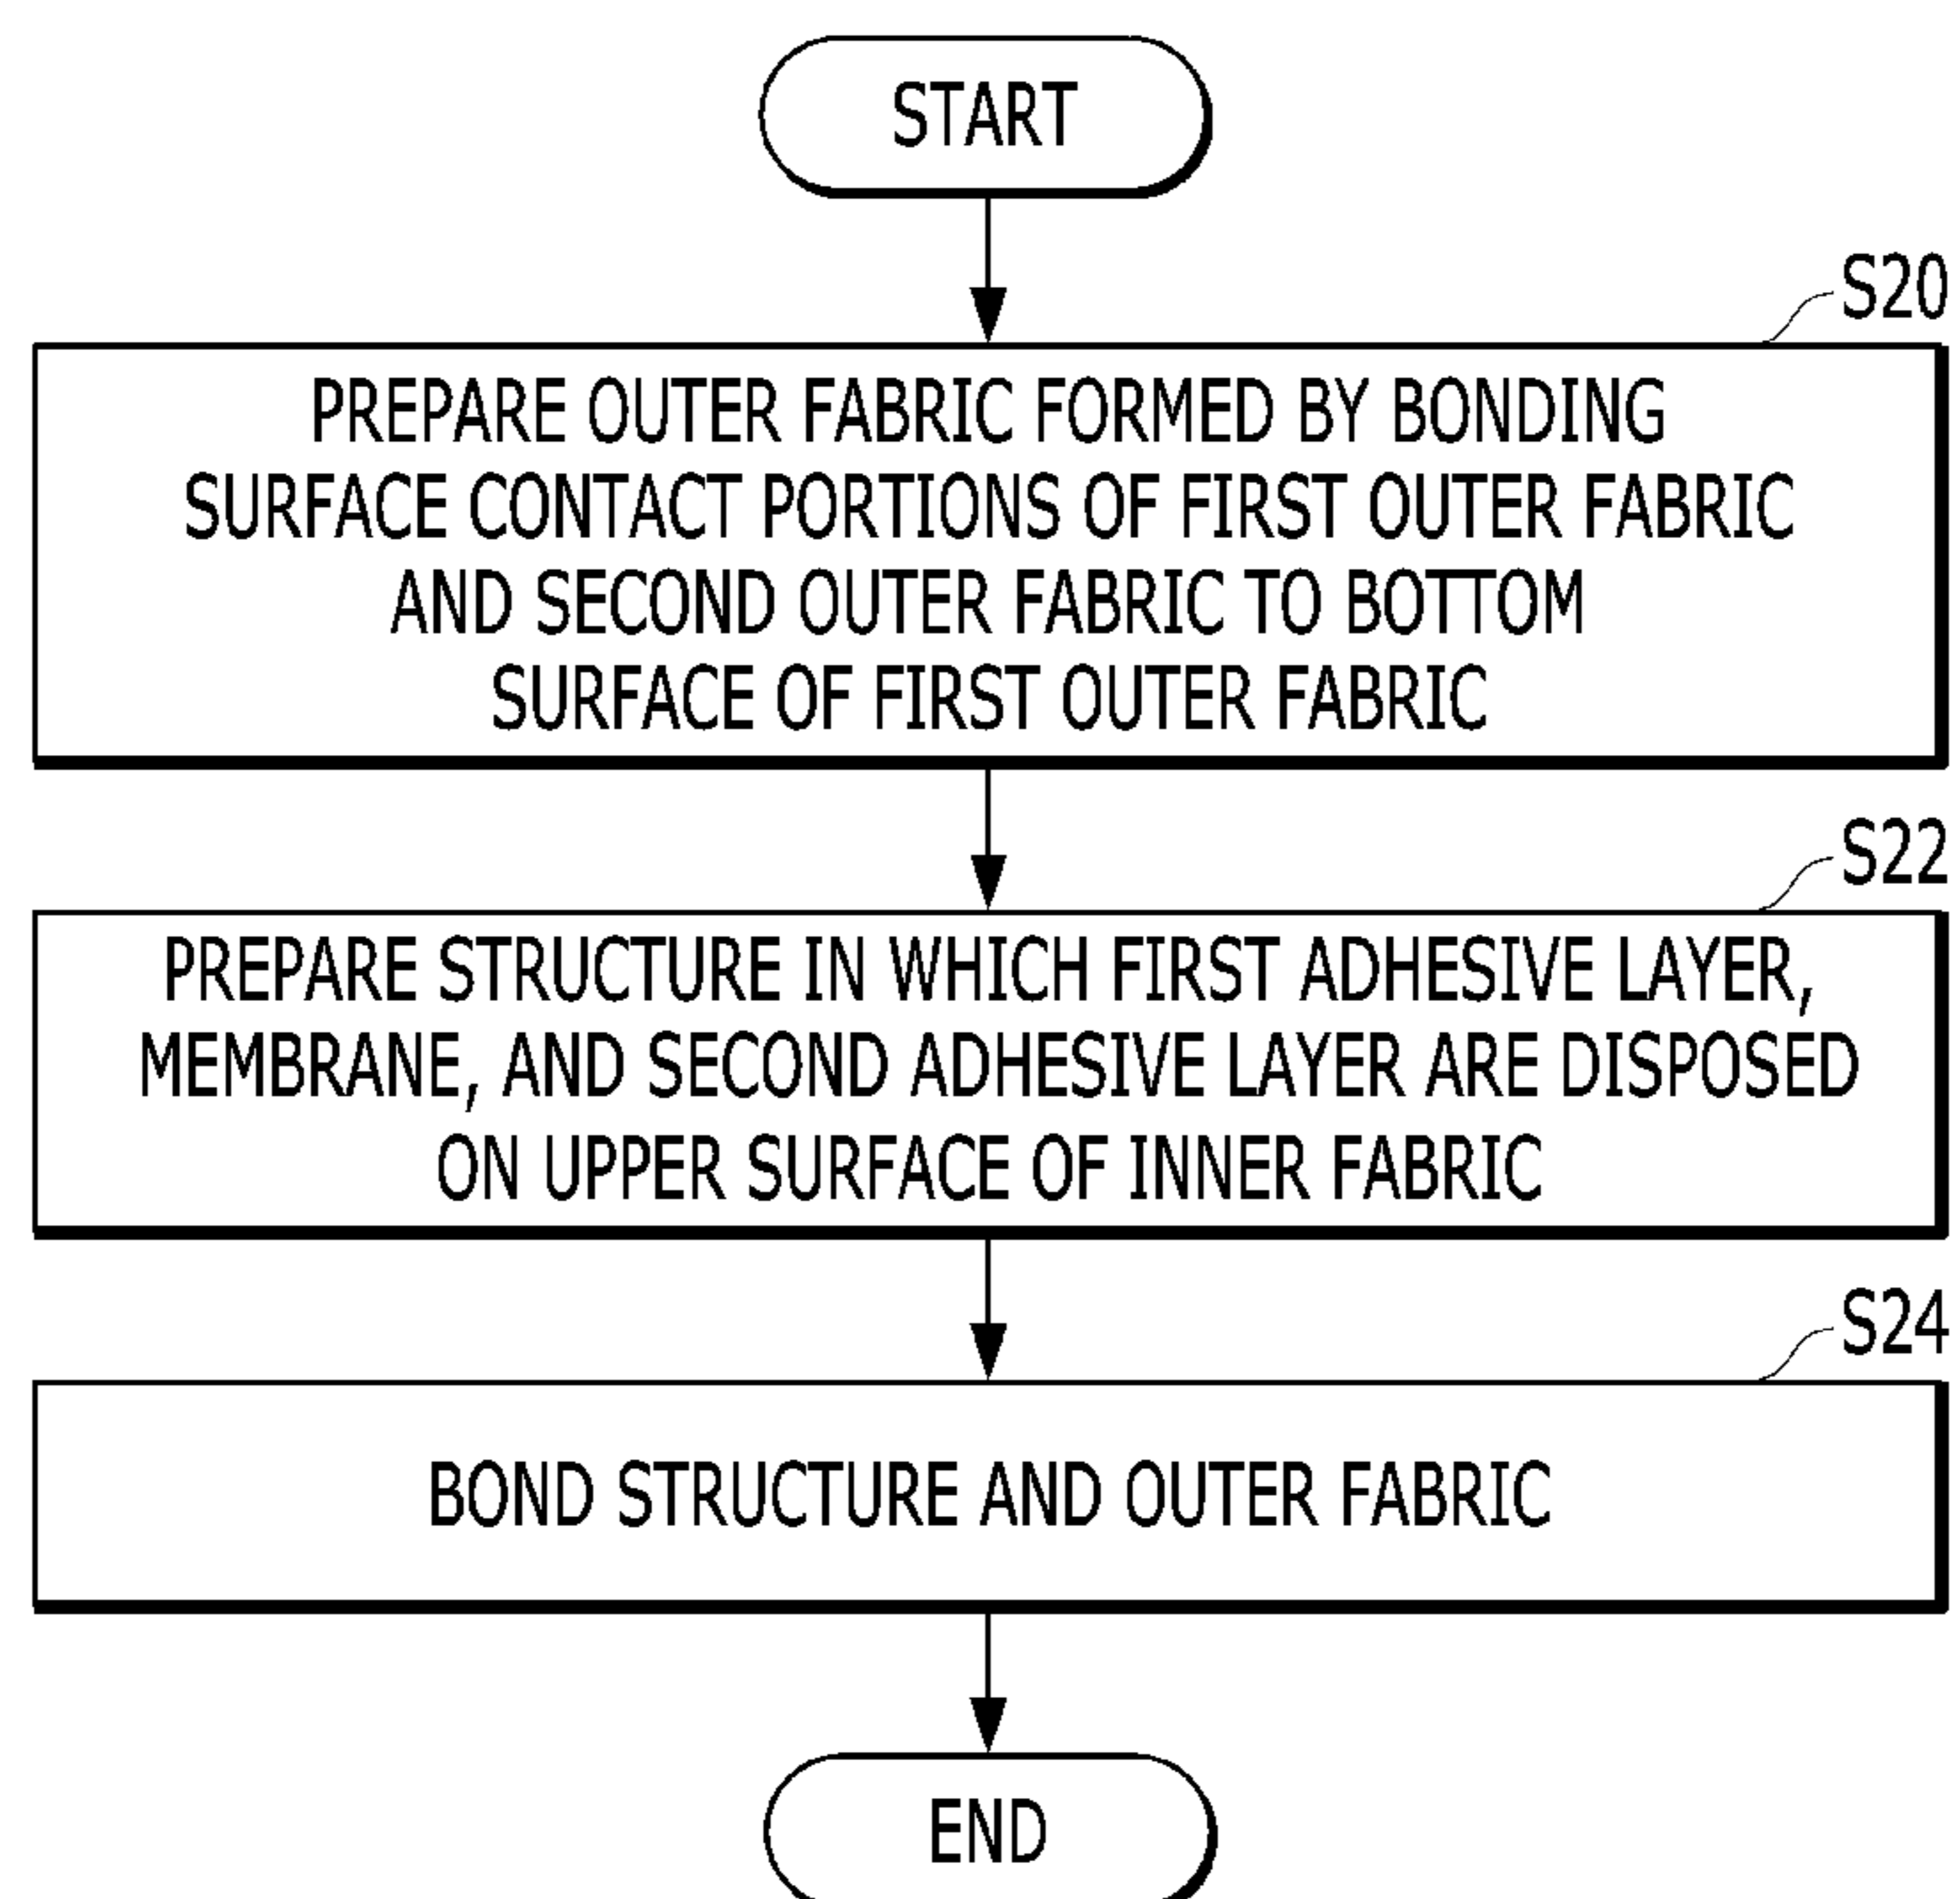 START
S20
PREPARE OUTER FABRIC FORMED BY BONDING
SURFACE CONTACT PORTIONS OF FIRST OUTER FABRIC
AND SECOND OUTER FABRIC TO BOTTOM
SURFACE OF FIRST OUTER FABRIC
S22
PREPARE STRUCTURE IN WHICH FIRST ADHESIVE LAYER,
MEMBRANE, AND SECOND ADHESIVE LAYER ARE DISPOSED
ON UPPER SURFACE OF INNER FABRIC
S24
BOND STRUCTURE AND OUTER FABRIC
END